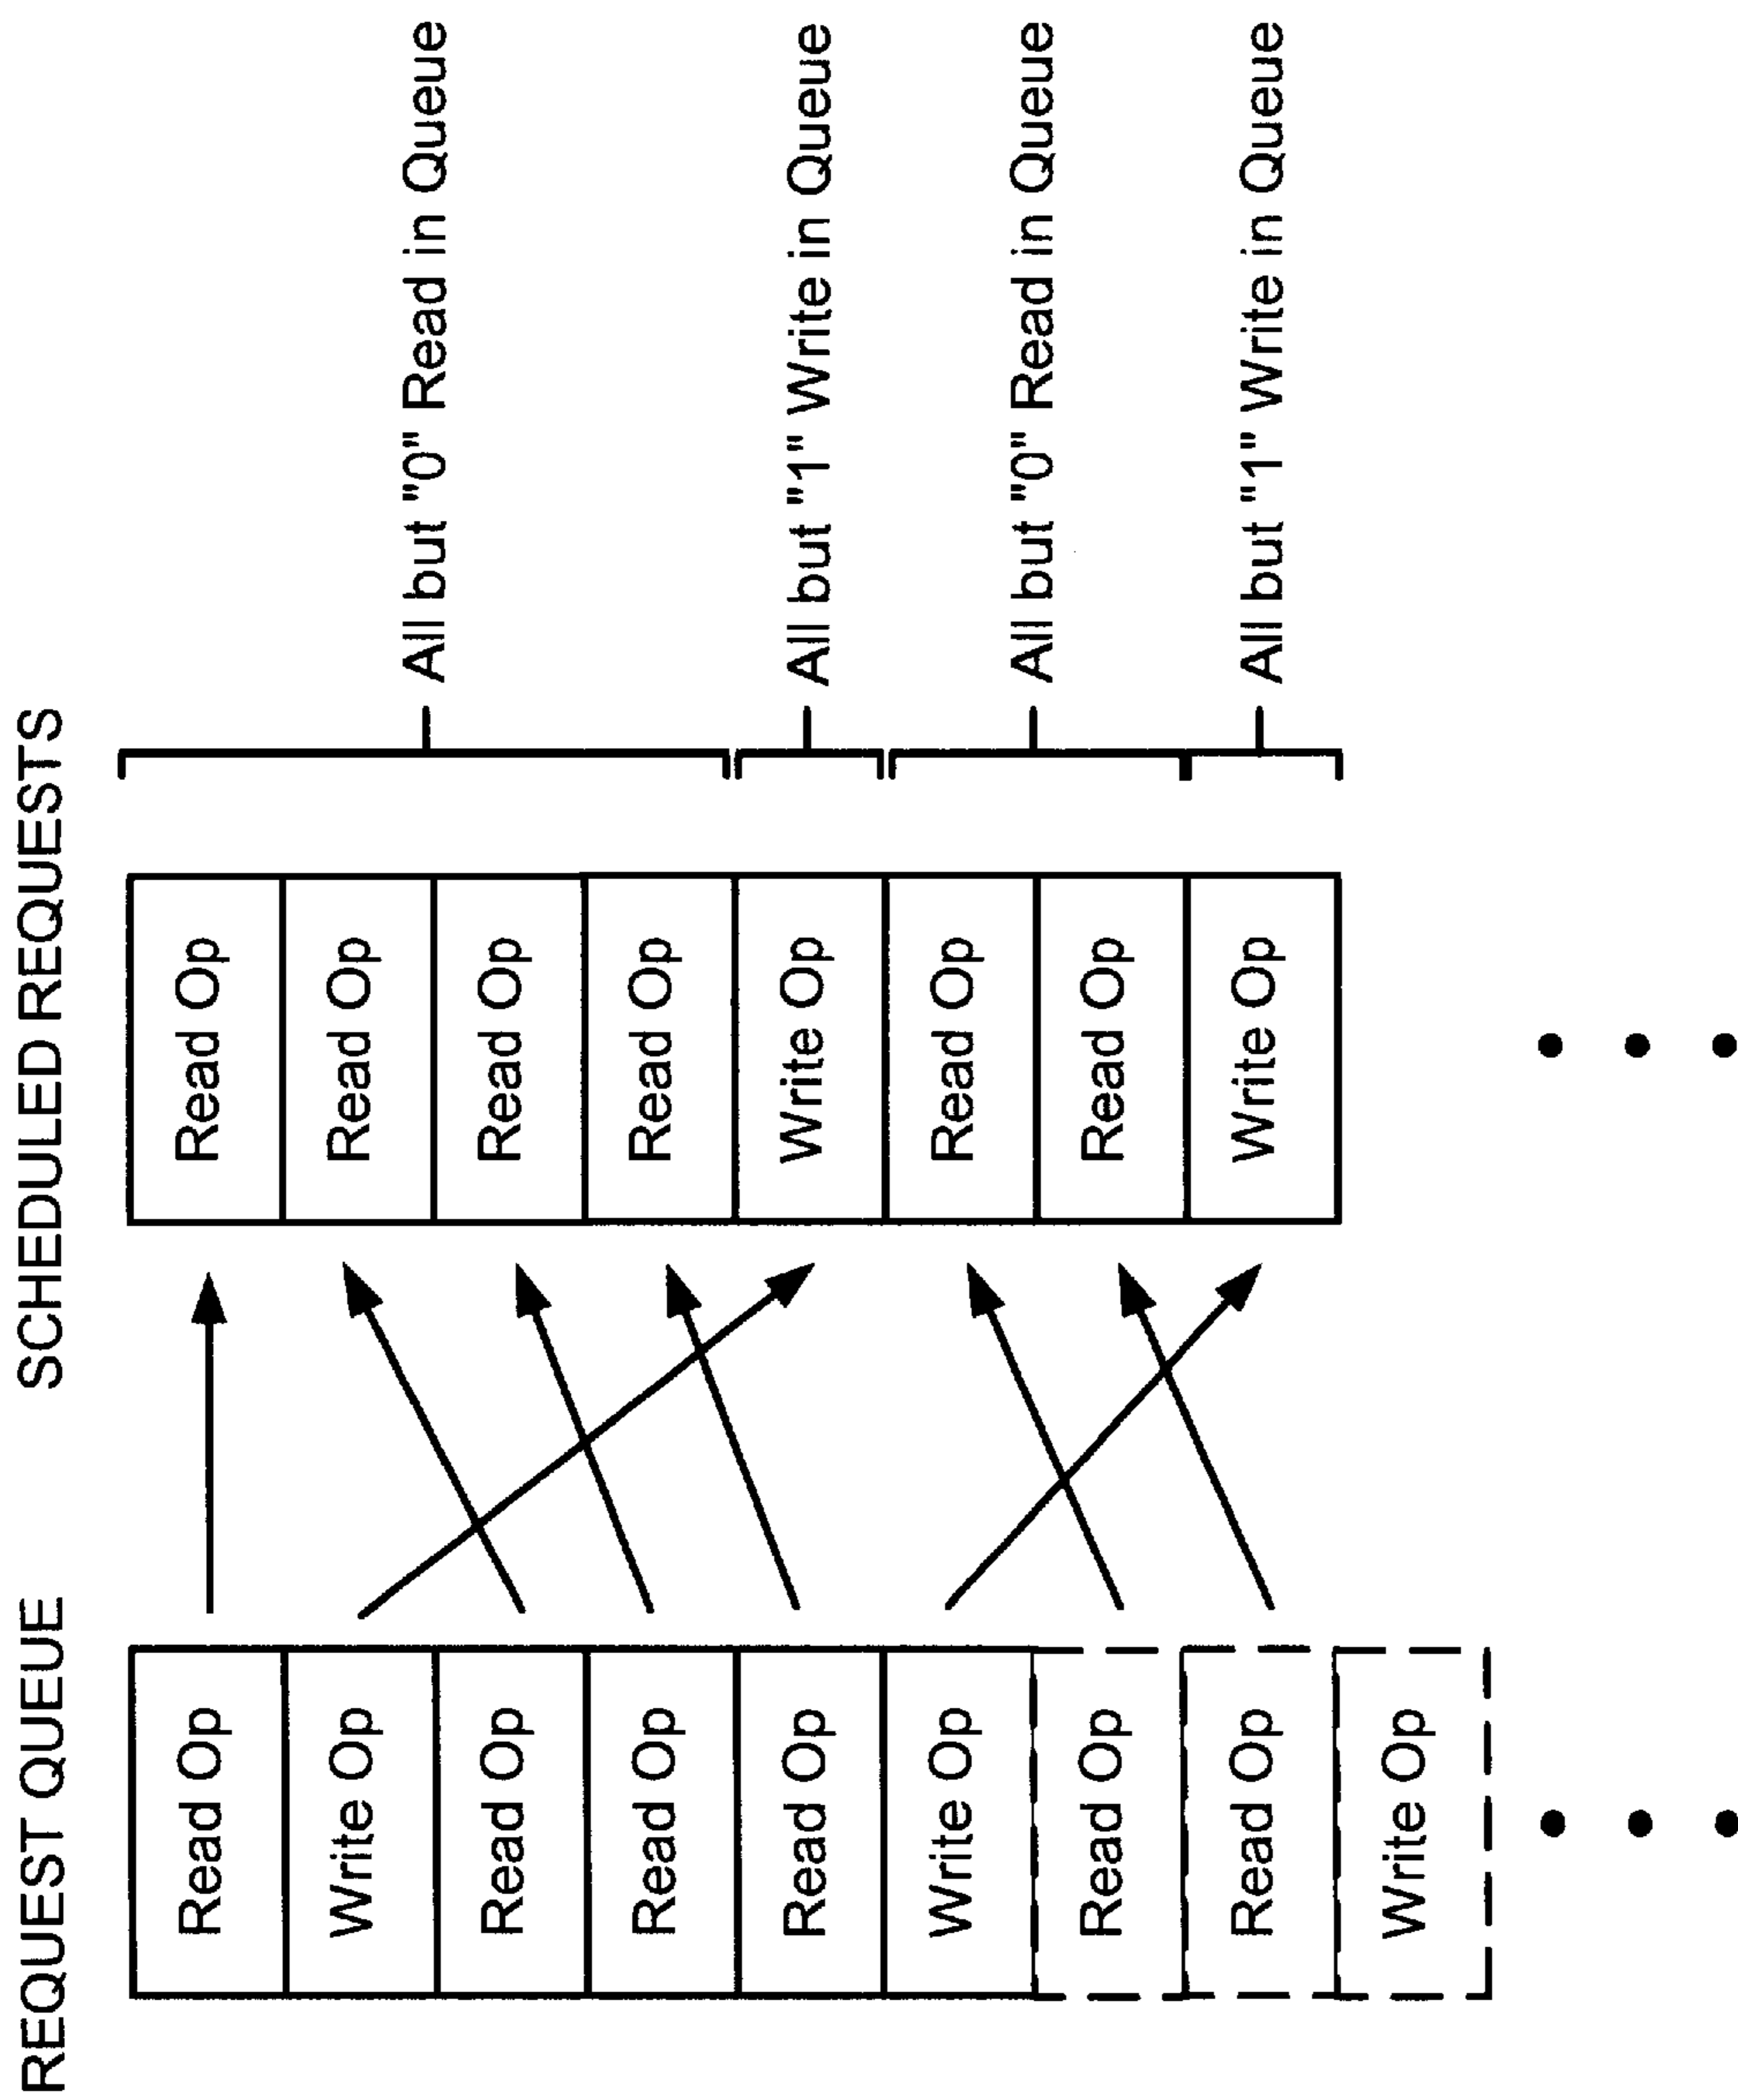 REQUEST QUEUE
Read Op
Write Op
Read Op
Read Op
Read Op
Write Op
Read Op
Read Op
Write Op
SCHEDULED REQUESTS
Read Op
Read Op
Read Op
Read Op
Write Op
Read Op
Read Op
Write Op
All but "0" Read in Queue
All but "1" Write in Queue
All but "0" Read in Queue
All but "1" Write in Queue